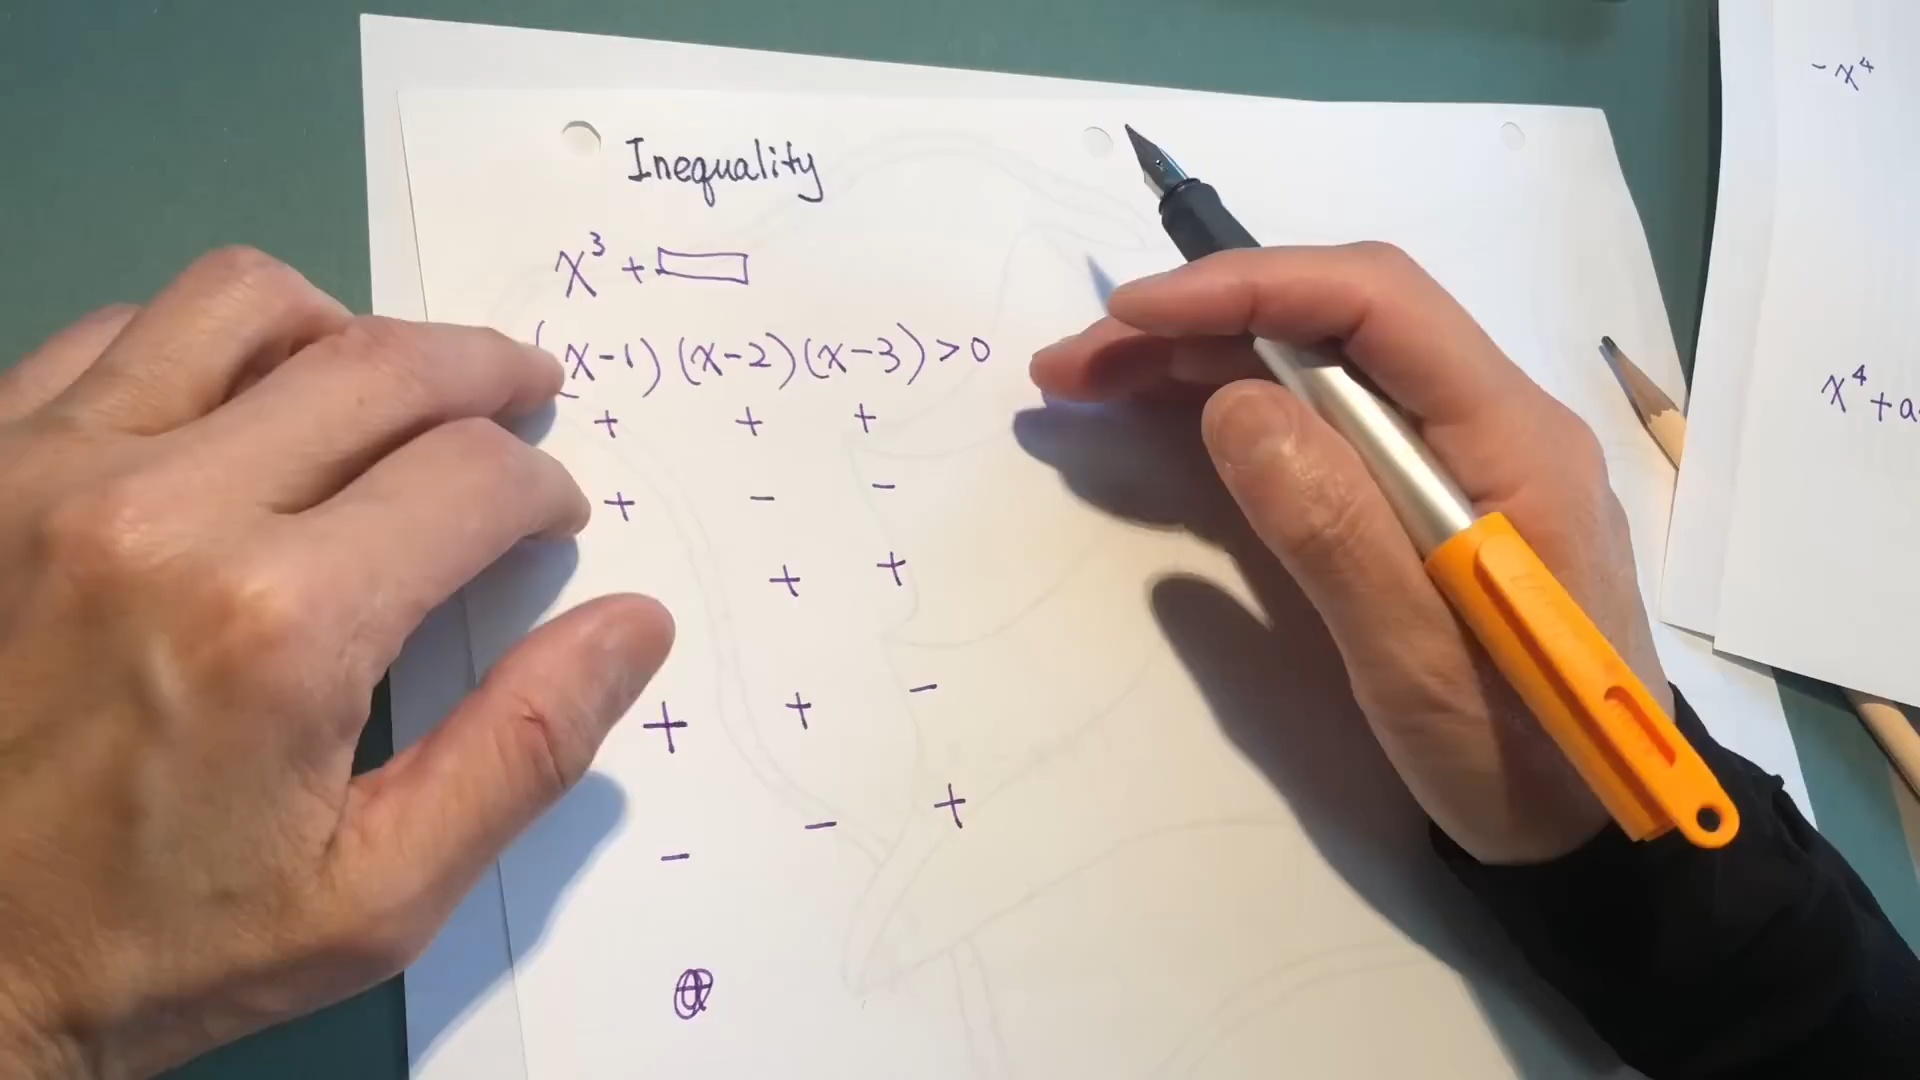 Inequality
x³ + ▭
(x-1)(x-2)(x-3)>0
+ + +
+ - -
+ +
+ + -
- - +
-x⁴
x⁴+a